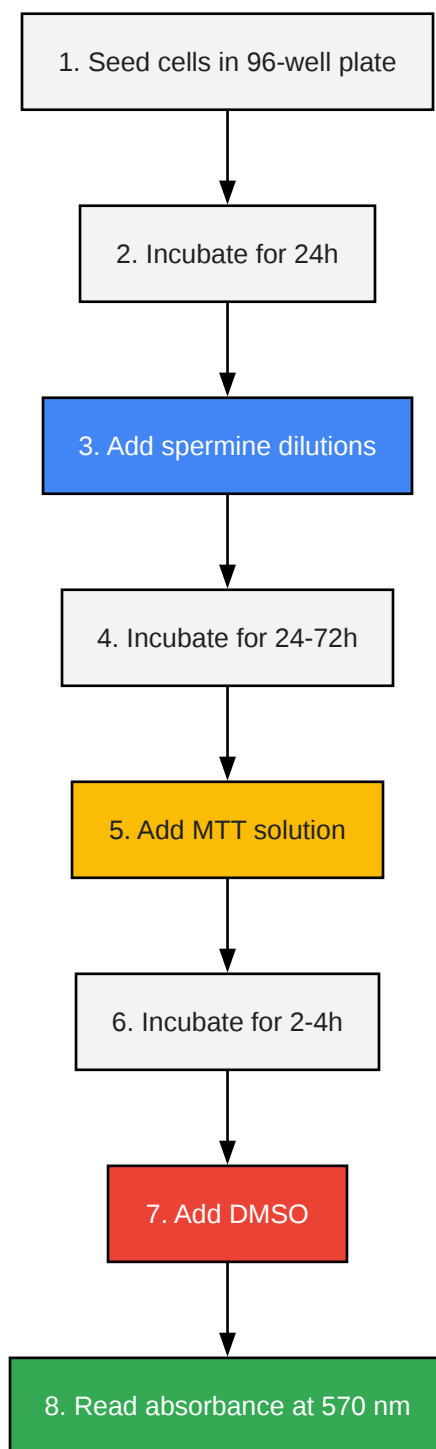 1. Seed cells in 96-well plate
2. Incubate for 24h
3. Add spermine dilutions
4. Incubate for 24-72h
5. Add MTT solution
6. Incubate for 2-4h
7. Add DMSO
8. Read absorbance at 570 nm